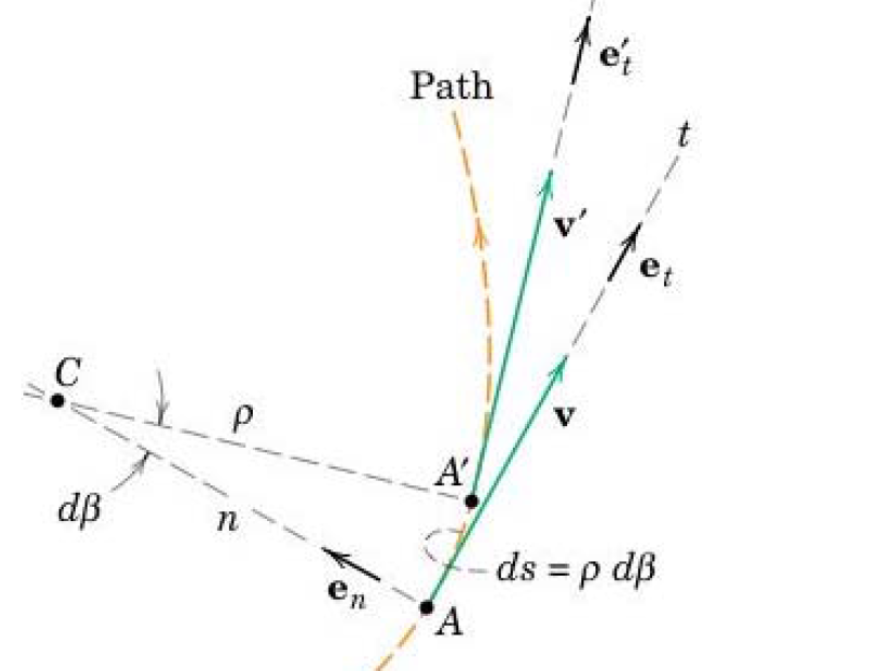 e′ₜ
Path
t
v′
eₜ
C
ρ
v
A′
dβ
n
ds = ρ dβ
eₙ
A